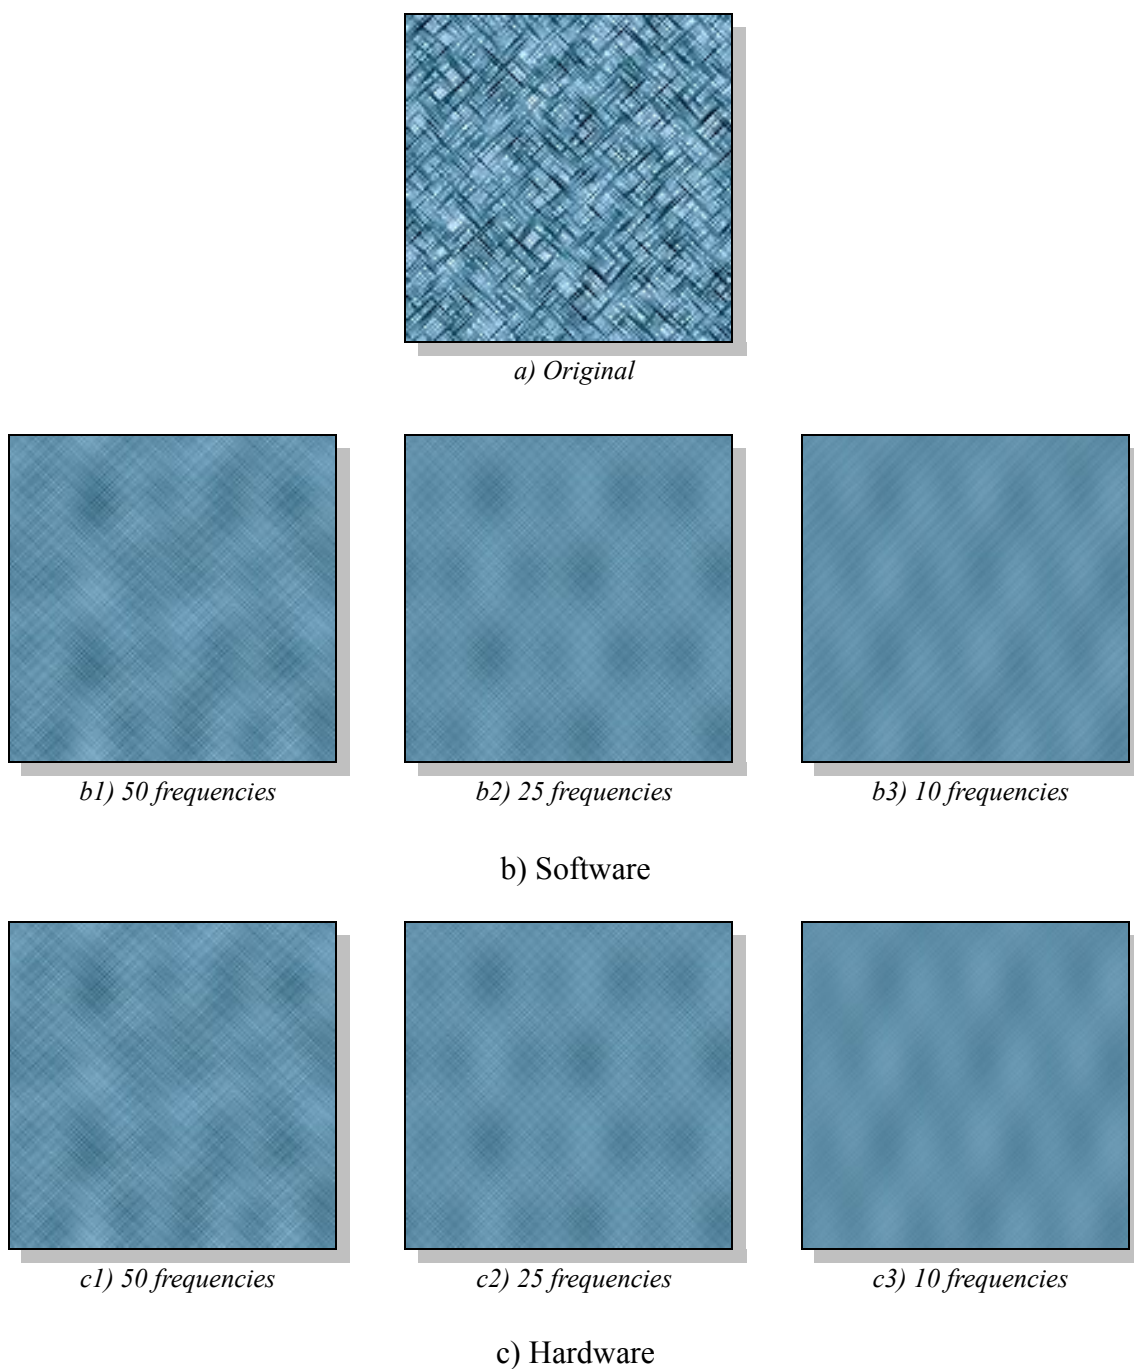 a) Original
b1) 50 frequencies
b2) 25 frequencies
b3) 10 frequencies
b) Software
c1) 50 frequencies
c2) 25 frequencies
c3) 10 frequencies
c) Hardware